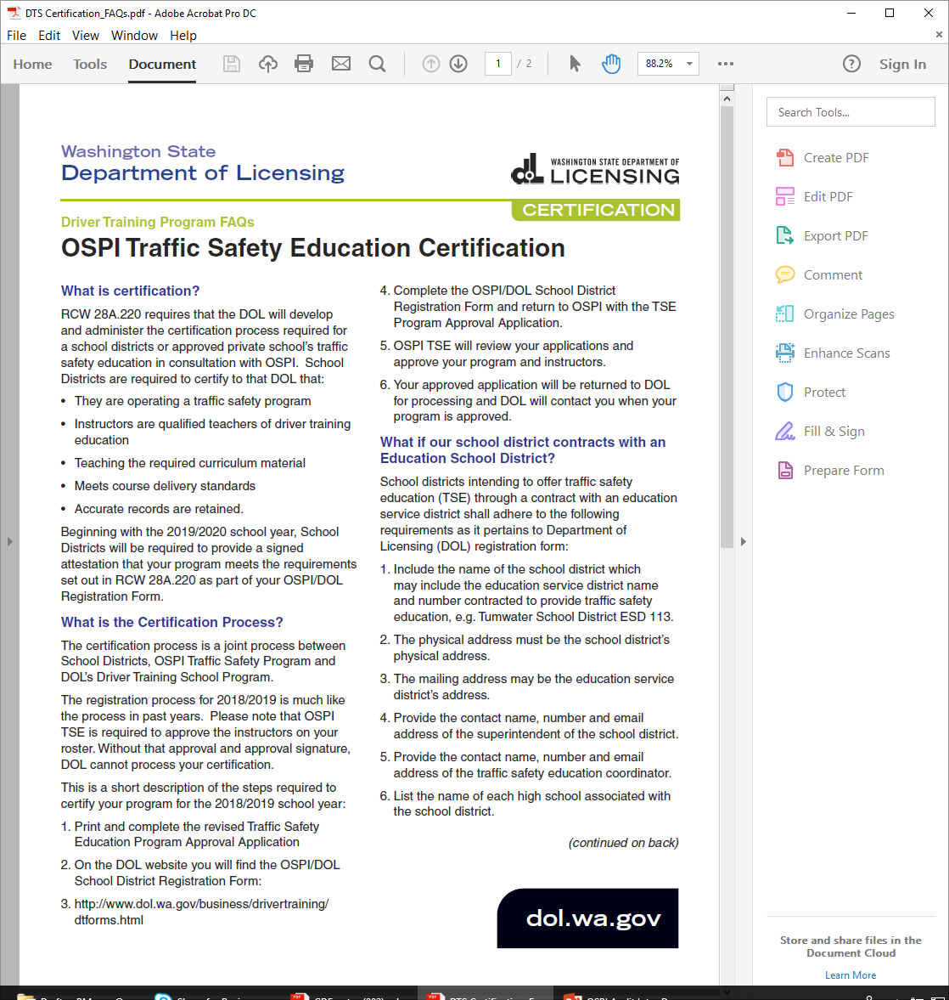 DTS Certification_FAQs.pdf - Adobe Acrobat Pro DC
File Edit View Window Help
Home Tools Document 1 / 2 88.2% Sign In
Washington State
Department of Licensing
WASHINGTON STATE DEPARTMENT OF
dOL LICENSING
CERTIFICATION
Driver Training Program FAQs
OSPI Traffic Safety Education Certification
What is certification?
RCW 28A.220 requires that the DOL will develop
and administer the certification process required for
a school districts or approved private school's traffic
safety education in consultation with OSPI.  School
Districts are required to certify to that DOL that:
• They are operating a traffic safety program
• Instructors are qualified teachers of driver training
education
• Teaching the required curriculum material
• Meets course delivery standards
• Accurate records are retained.
Beginning with the 2019/2020 school year, School
Districts will be required to provide a signed
attestation that your program meets the requirements
set out in RCW 28A.220 as part of your OSPI/DOL
Registration Form.
What is the Certification Process?
The certification process is a joint process between
School Districts, OSPI Traffic Safety Program and
DOL's Driver Training School Program.
The registration process for 2018/2019 is much like
the process in past years.  Please note that OSPI
TSE is required to approve the instructors on your
roster. Without that approval and approval signature,
DOL cannot process your certification.
This is a short description of the steps required to
certify your program for the 2018/2019 school year:
1. Print and complete the revised Traffic Safety
Education Program Approval Application
2. On the DOL website you will find the OSPI/DOL
School District Registration Form:
3. http://www.dol.wa.gov/business/drivertraining/
dtforms.html
4. Complete the OSPI/DOL School District
Registration Form and return to OSPI with the TSE
Program Approval Application.
5. OSPI TSE will review your applications and
approve your program and instructors.
6. Your approved application will be returned to DOL
for processing and DOL will contact you when your
program is approved.
What if our school district contracts with an
Education School District?
School districts intending to offer traffic safety
education (TSE) through a contract with an education
service district shall adhere to the following
requirements as it pertains to Department of
Licensing (DOL) registration form:
1. Include the name of the school district which
may include the education service district name
and number contracted to provide traffic safety
education, e.g. Tumwater School District ESD 113.
2. The physical address must be the school district's
physical address.
3. The mailing address may be the education service
district's address.
4. Provide the contact name, number and email
address of the superintendent of the school district.
5. Provide the contact name, number and email
address of the traffic safety education coordinator.
6. List the name of each high school associated with
the school district.
(continued on back)
dol.wa.gov
Search Tools...
Create PDF
Edit PDF
Export PDF
Comment
Organize Pages
Enhance Scans
Protect
Fill & Sign
Prepare Form
Store and share files in the
Document Cloud
Learn More